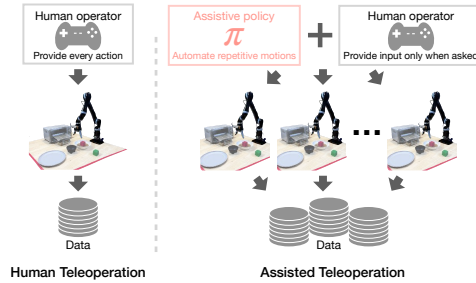 Human operator
Provide every action
Data
Human Teleoperation
Assistive policy
π
Automate repetitive motions
+
Human operator
Provide input only when asked
...
Data
Assisted Teleoperation